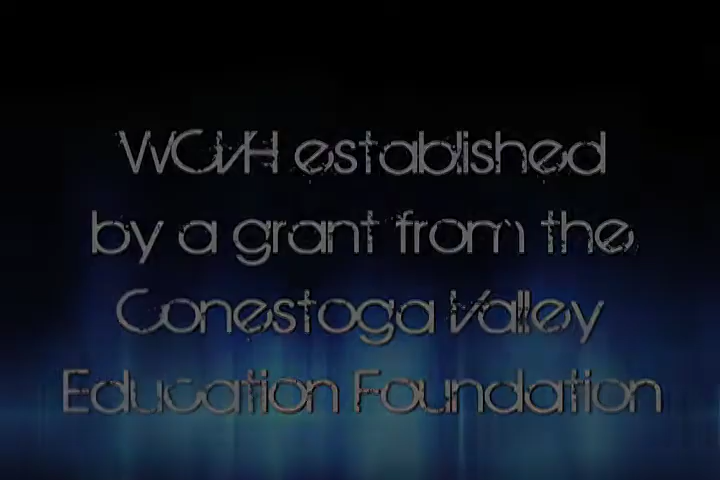 WCVH established
by a grant from the
Conestoga Valley
Education Foundation